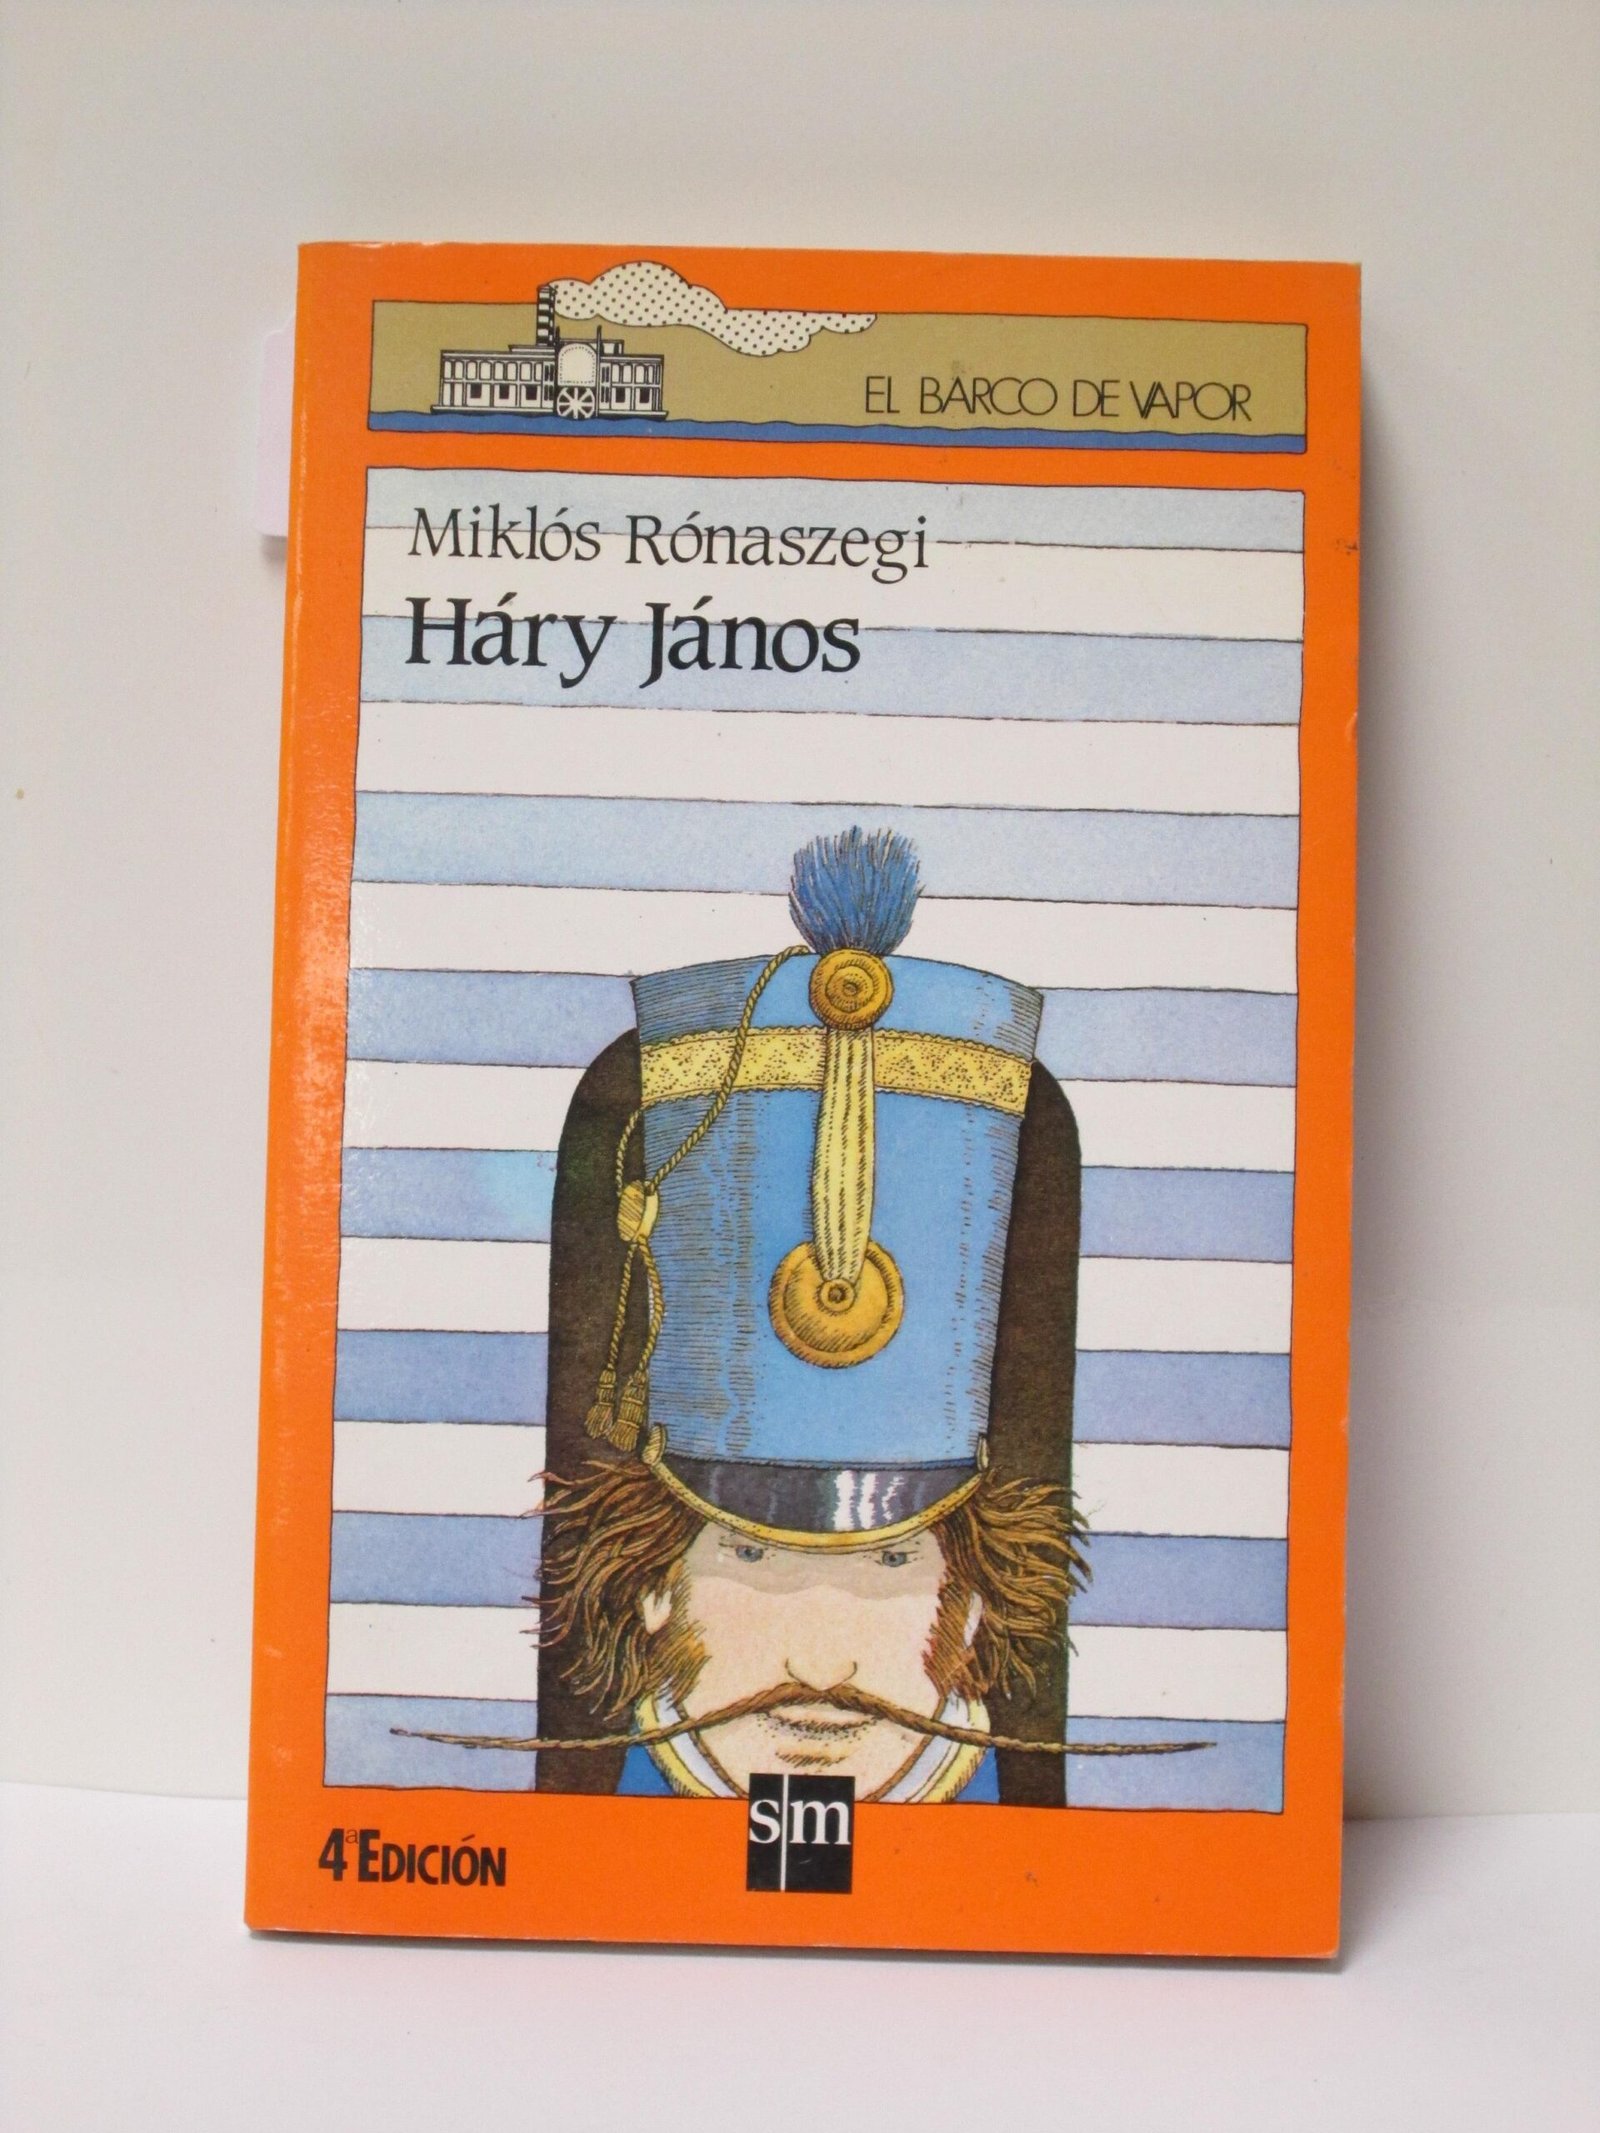 EL BARCO DE VAPOR
Miklós Rónaszegi
Háry János
4ª EDICIÓN
sm